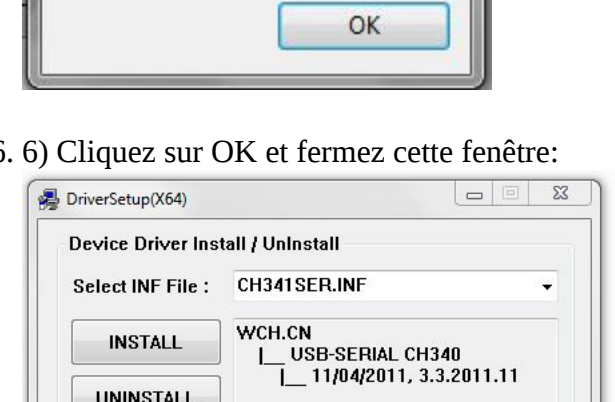 OK
6. 6) Cliquez sur OK et fermez cette fenêtre:
DriverSetup(X64)
Device Driver Install / UnInstall
Select INF File : CH341SER.INF
INSTALL
WCH.CN
|__ USB-SERIAL CH340
|__ 11/04/2011, 3.3.2011.11
UNINSTALL